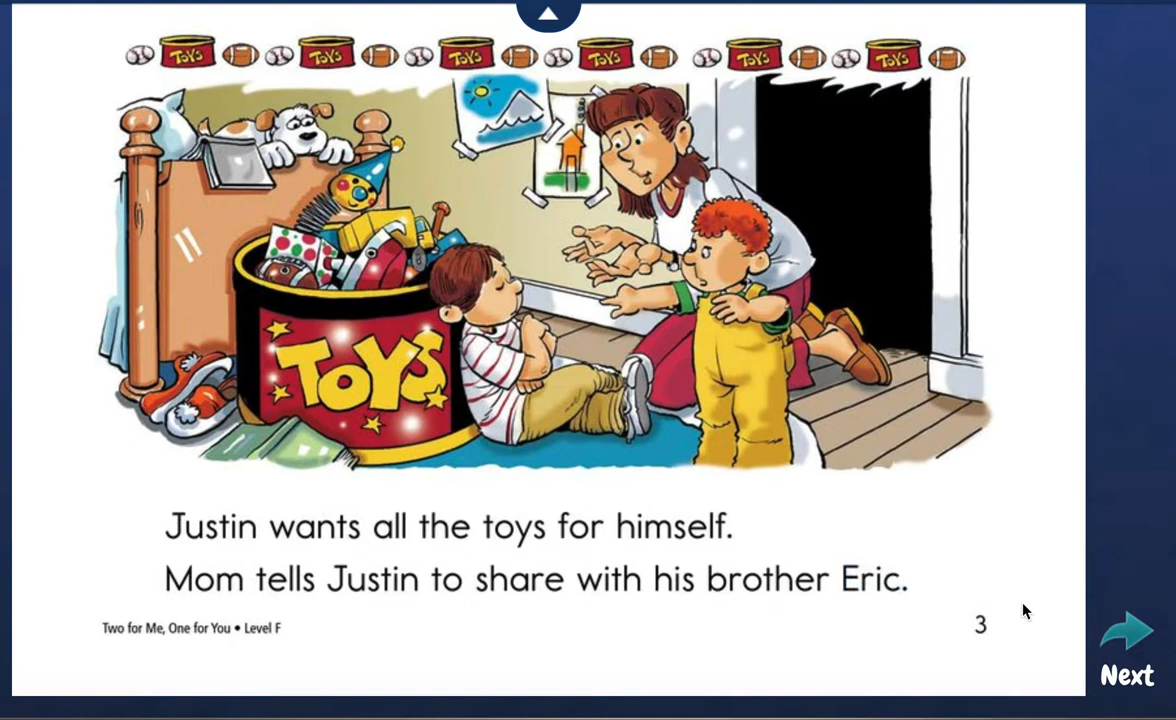 ToYS ToYS ToYS ToYS ToYS ToYS
ToYS
Justin wants all the toys for himself.
Mom tells Justin to share with his brother Eric.
Two for Me, One for You • Level F
3
Next